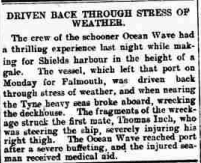 DRIVEN BACK THROUGH STRESS OF
WEATHER.
The crew of the schooner Ocean Wave had
a thrilling experience last night while mak-
ing for Shields harbour in the height of a
gale. The vessel, which left that port on
Monday for Falmouth, was driven back
through stress of weather, and when nearing
the Tyne heavy seas broke aboard, wrecking
the deckhouse. The fragments of the wreck-
age struck the first mate, Thomas Inch, who
was steering the ship, severely injuring his
right thigh. The Ocean Wave reached port
after a severe buffeting, and the injured sea-
man received medical aid.